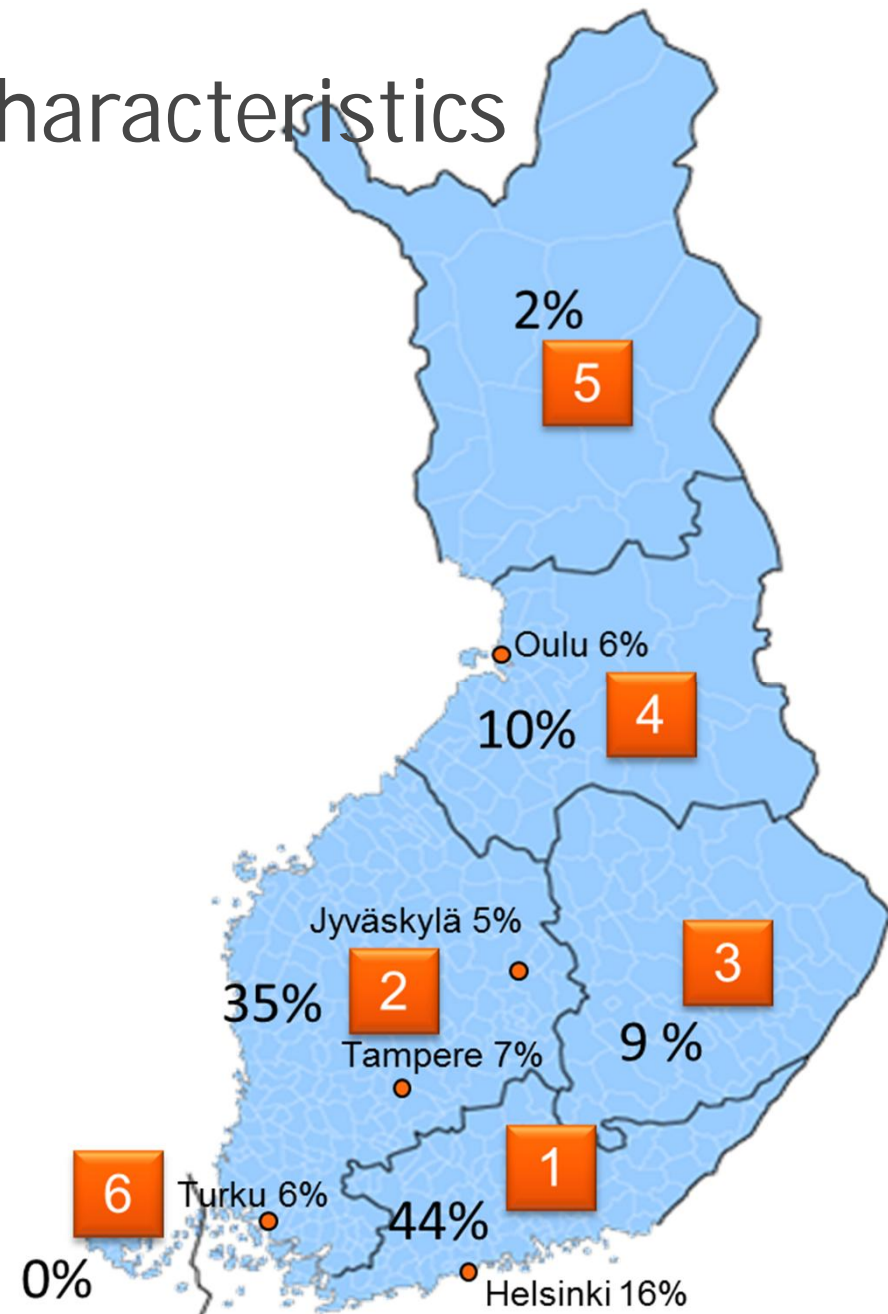 haracteristics
2%
5
Oulu 6%
4
10%
Jyväskylä 5%
3
2
35%
9 %
Tampere 7%
1
6
Turku 6%
44%
0%
Helsinki 16%